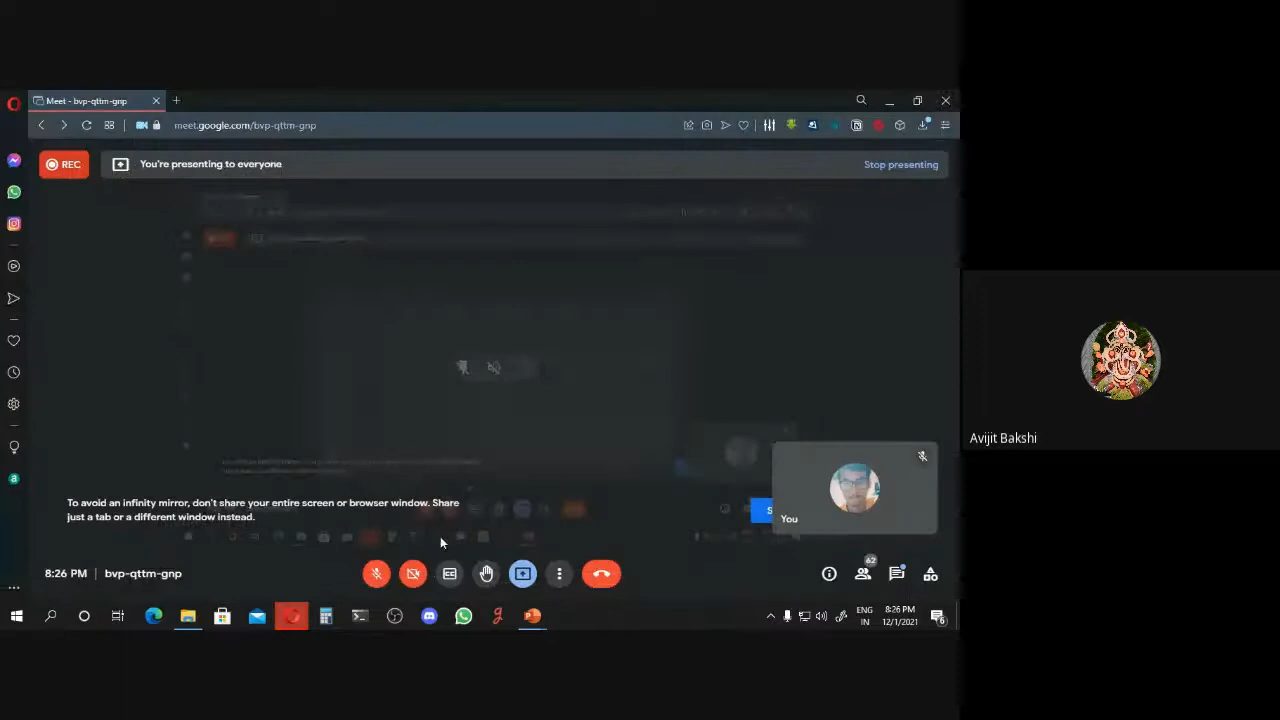 Meet - bvp-qttm-gnp
meet.google.com/bvp-qttm-gnp
REC
You're presenting to everyone
Stop presenting
To avoid an infinity mirror, don't share your entire screen or browser window. Share
just a tab or a different window instead.
S
You
Avijit Bakshi
8:26 PM | bvp-qttm-gnp
62
ENG
IN
8:26 PM
12/1/2021
6